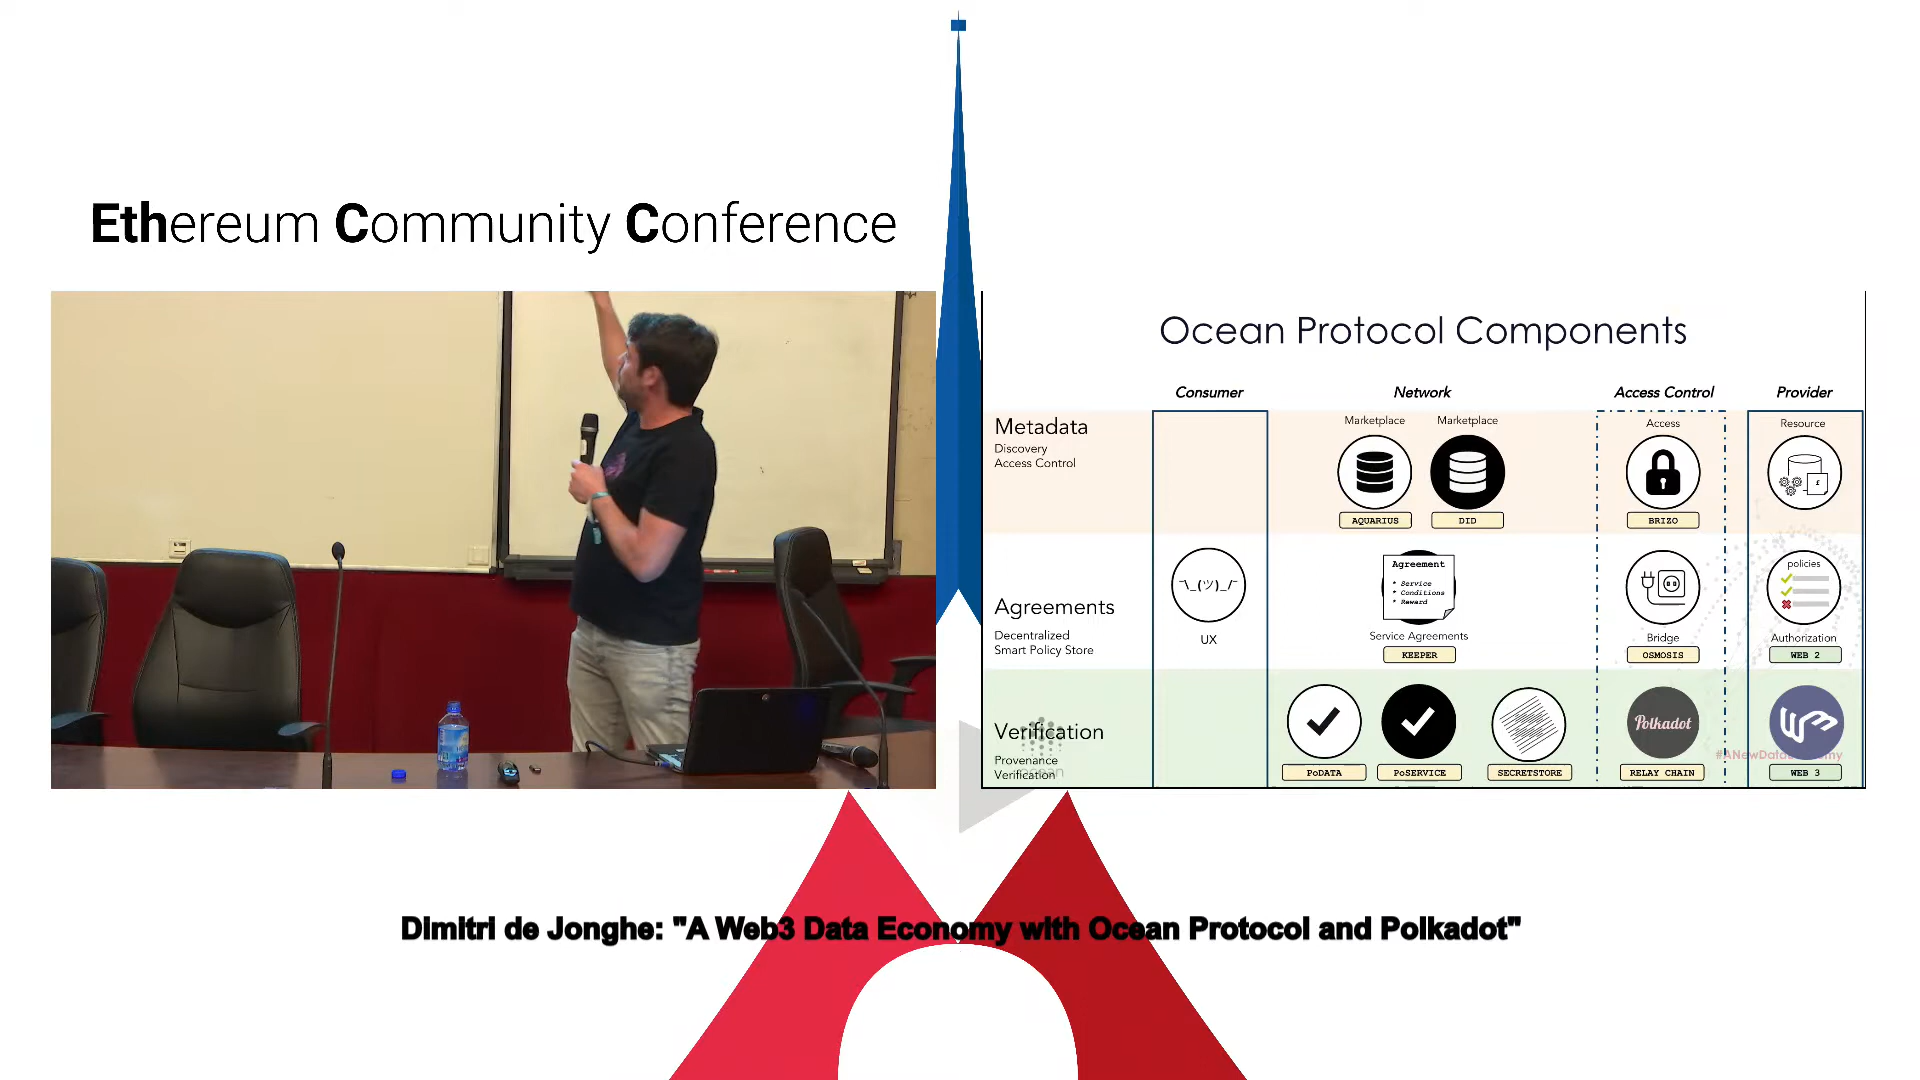 Ethereum Community Conference
Ocean Protocol Components
Consumer
Network
Access Control
Provider
Metadata
Discovery
Access Control
Marketplace
Marketplace
Access
Resource
AQUARIUS
DID
BRIZO
Agreements
Decentralized
Smart Policy Store
¯\_(ツ)_/¯
UX
Agreement
* Service
* Conditions
* Reward
Service Agreements
KEEPER
Bridge
OSMOSIS
policies
Authorization
WEB 2
Verification
Provenance
Verification
ocean
PoDATA
PoSERVICE
SECRETSTORE
Polkadot
RELAY CHAIN
#ANewDataEconomy
WEB 3
Dimitri de Jonghe: "A Web3 Data Economy with Ocean Protocol and Polkadot"